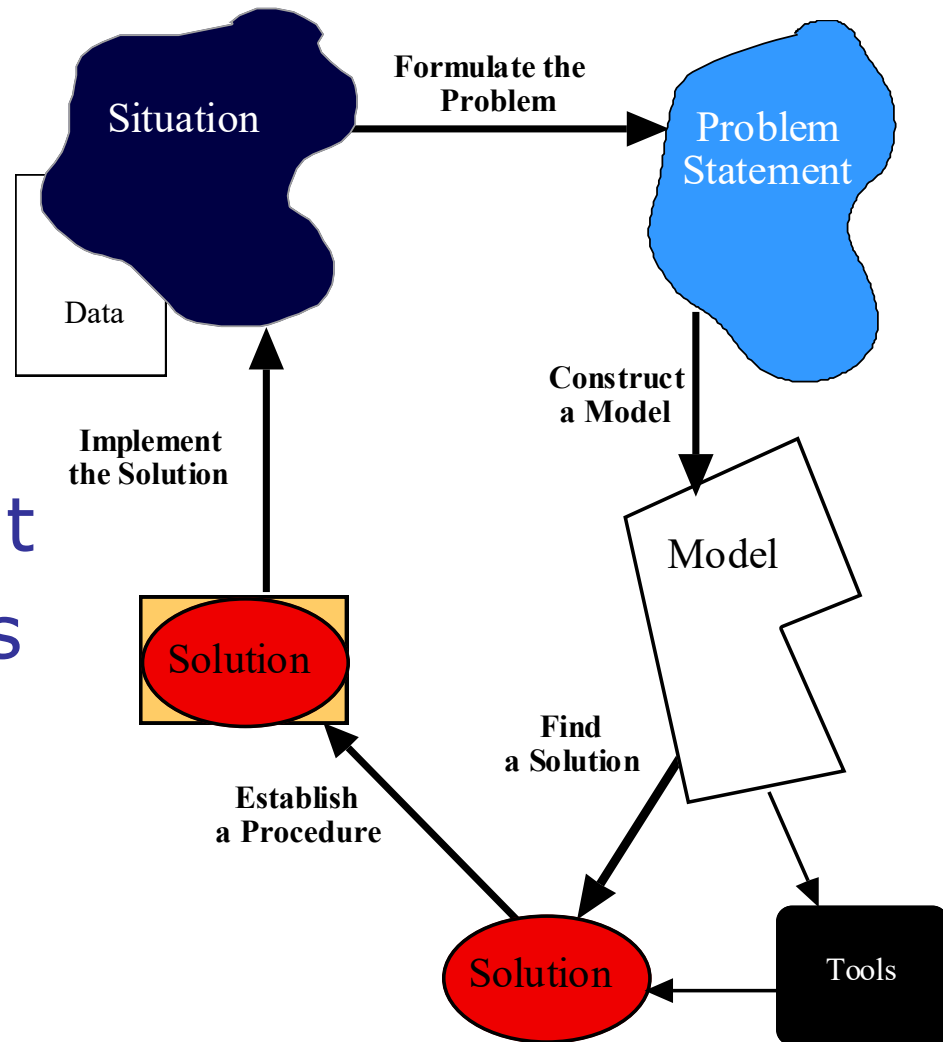 Formulate the
Problem
Situation
Problem
Statement
Data
Construct
a Model
Implement
the Solution
t
s
Model
Solution
Find
a Solution
Establish
a Procedure
Solution
Tools